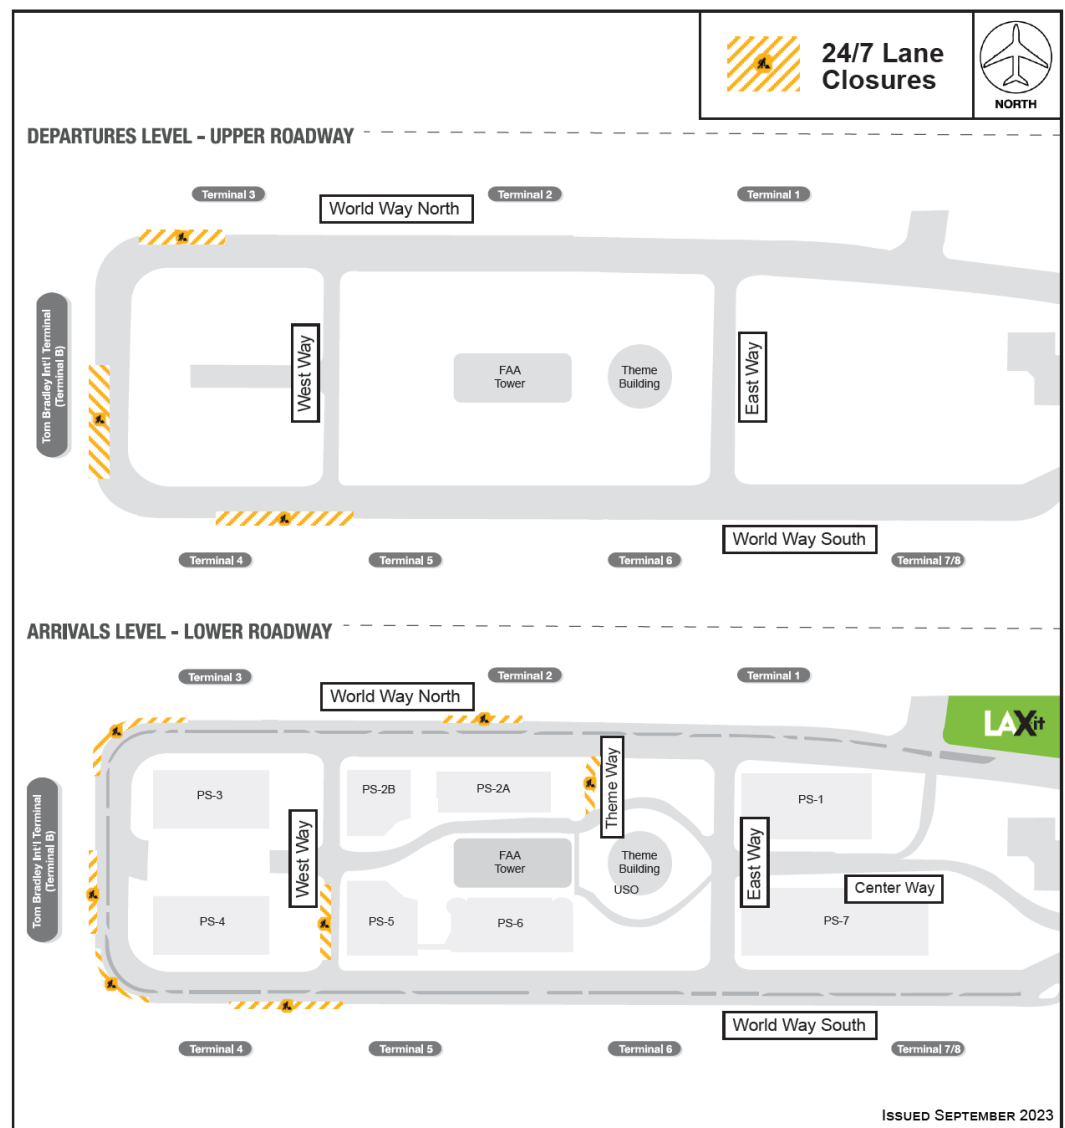 24/7 Lane
Closures
NORTH
DEPARTURES LEVEL - UPPER ROADWAY
Terminal 3
World Way North
Terminal 2
Terminal 1
Tom Bradley Int'l Terminal
(Terminal B)
West Way
FAA
Tower
Theme
Building
East Way
World Way South
Terminal 4
Terminal 5
Terminal 6
Terminal 7/8
ARRIVALS LEVEL - LOWER ROADWAY
Terminal 3
World Way North
Terminal 2
Terminal 1
LAXit
Tom Bradley Int'l Terminal
(Terminal B)
PS-3
PS-2B
PS-2A
Theme Way
PS-1
West Way
FAA
Tower
Theme
Building
USO
East Way
Center Way
PS-4
PS-5
PS-6
PS-7
World Way South
Terminal 4
Terminal 5
Terminal 6
Terminal 7/8
ISSUED SEPTEMBER 2023